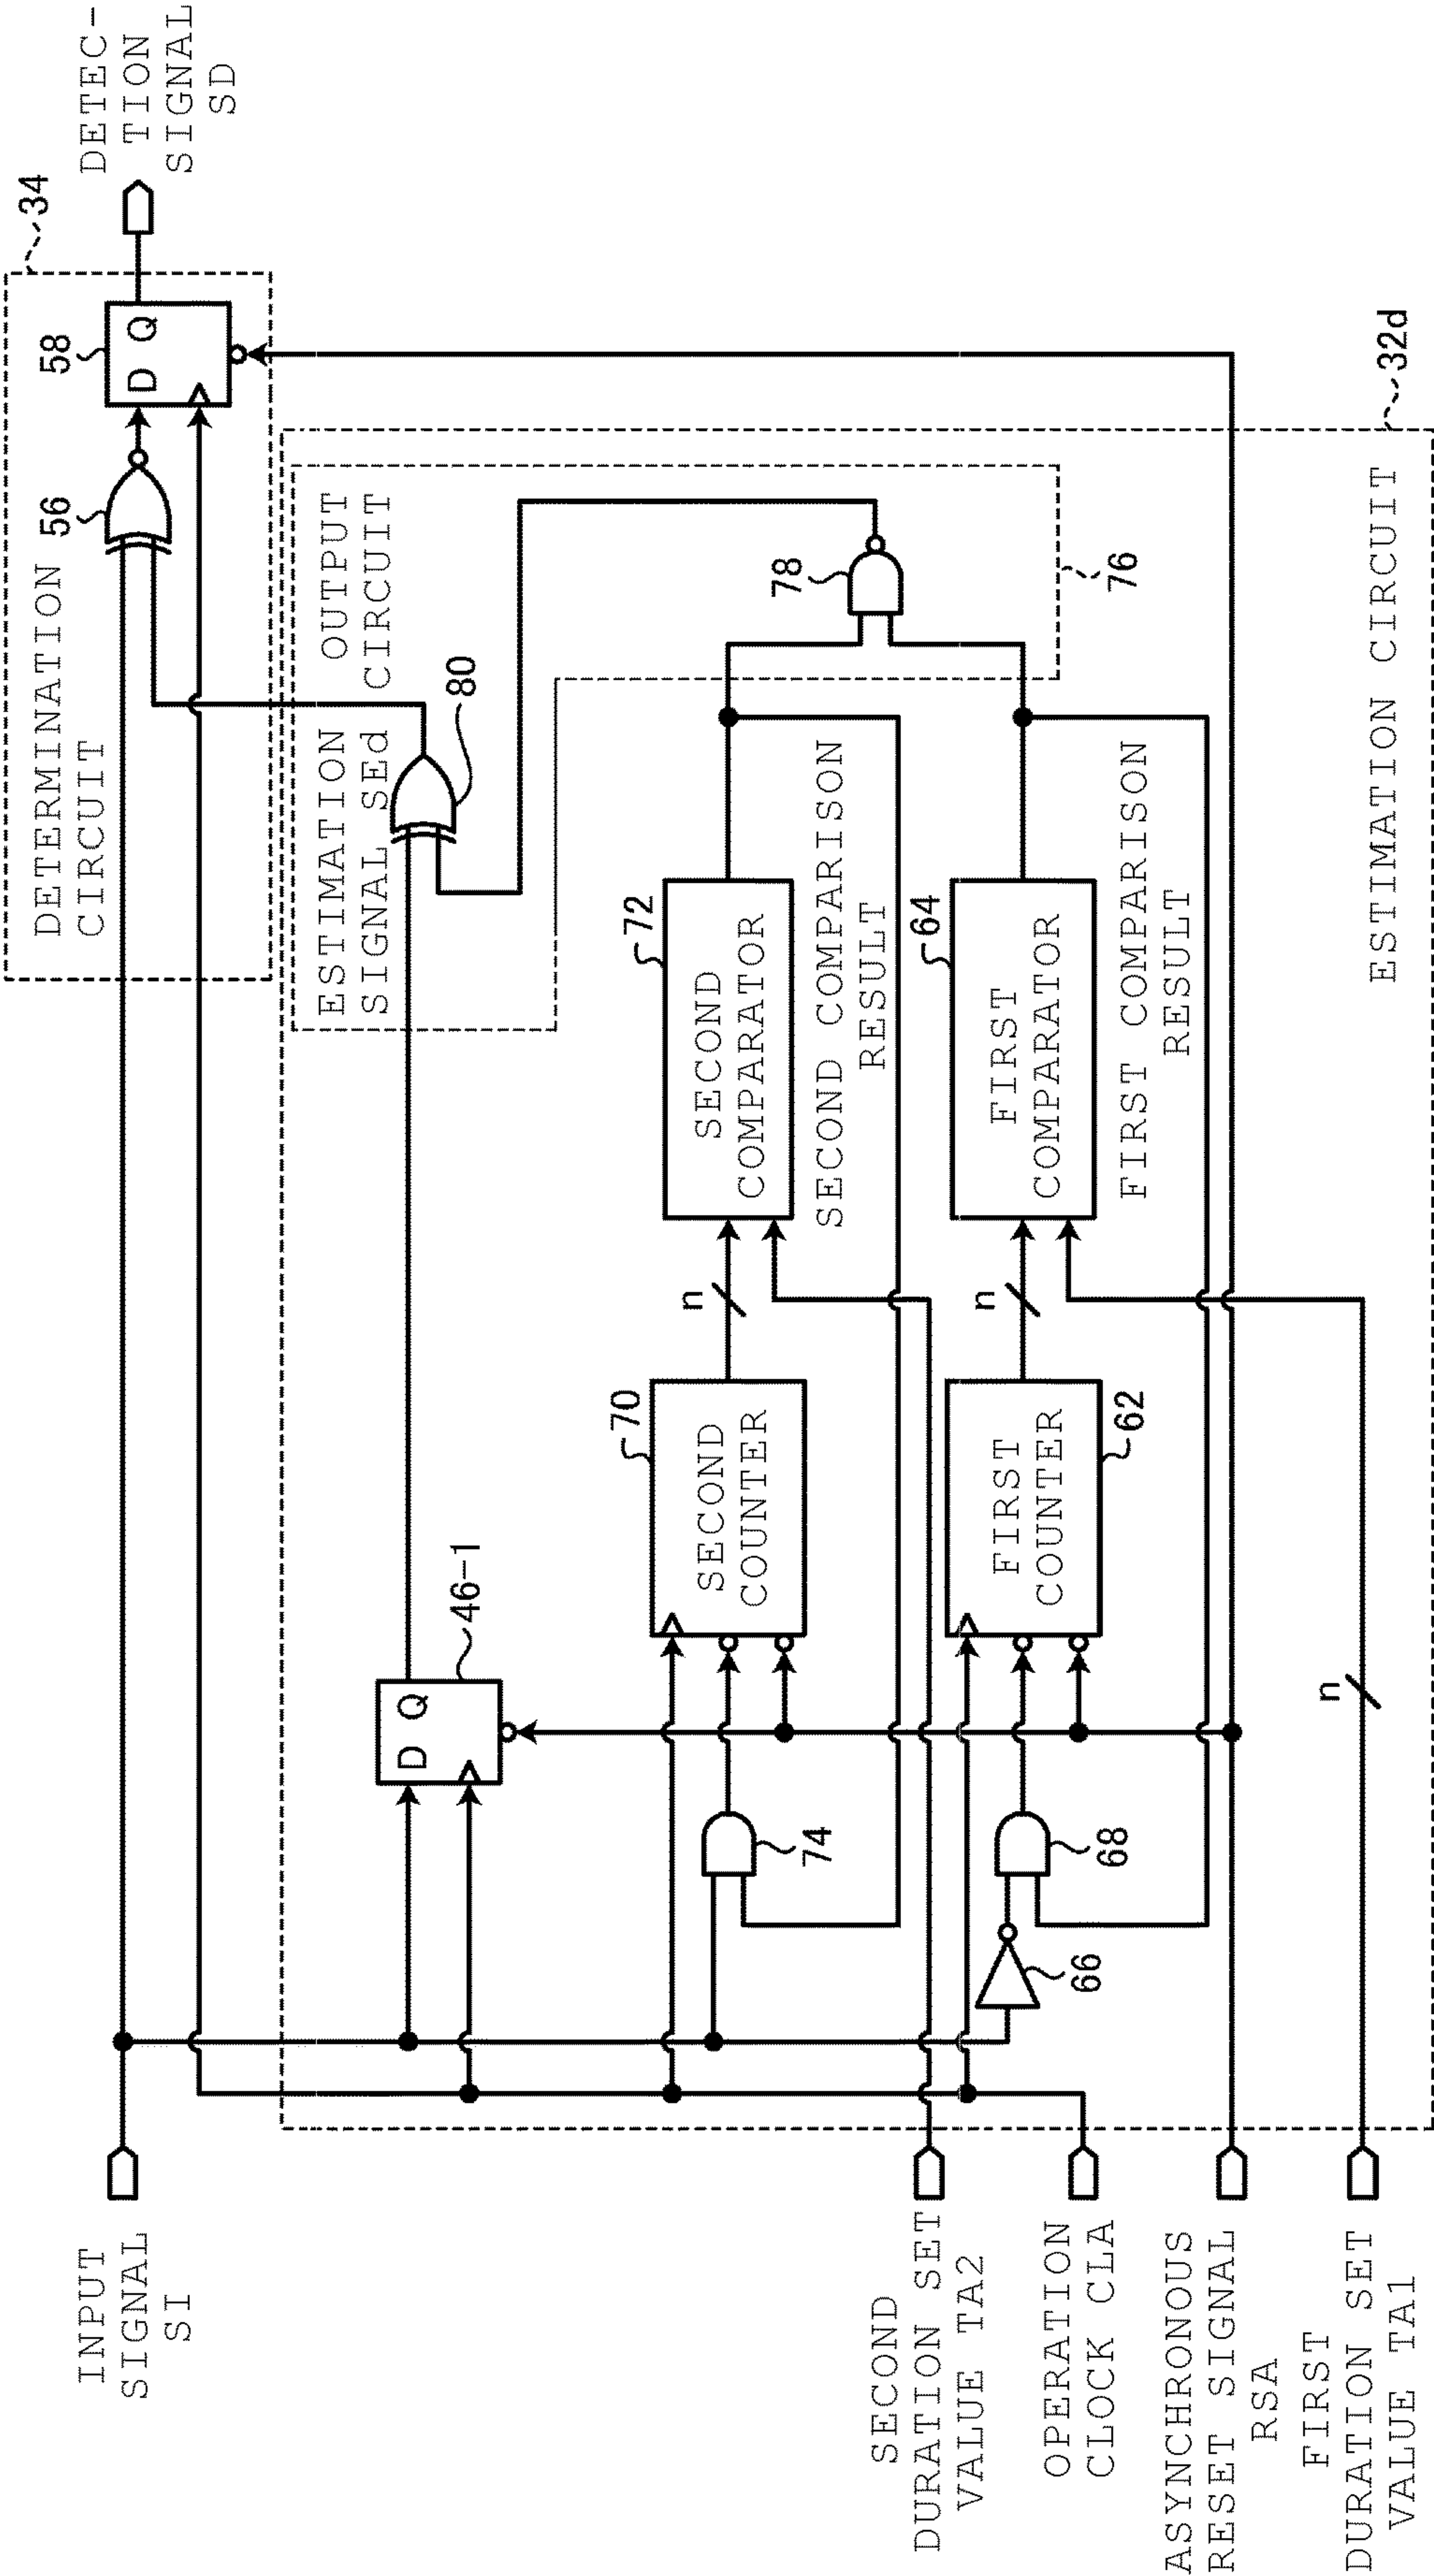 INPUT
SIGNAL
SI
DETERMINATION
CIRCUIT
56
58
D Q
34
DETEC-
TION
SIGNAL
SD
ESTIMATION
SIGNAL SEd
OUTPUT
CIRCUIT
80
46-1
D Q
78
76
70
SECOND
COUNTER
n
72
SECOND
COMPARATOR
74
SECOND COMPARISON
RESULT
SECOND
DURATION SET
VALUE TA2
62
FIRST
COUNTER
n
64
FIRST
COMPARATOR
66
68
FIRST COMPARISON
RESULT
OPERATION
CLOCK CLA
ASYNCHRONOUS
RESET SIGNAL
RSA
FIRST
DURATION SET
VALUE TA1
n
ESTIMATION CIRCUIT
32d